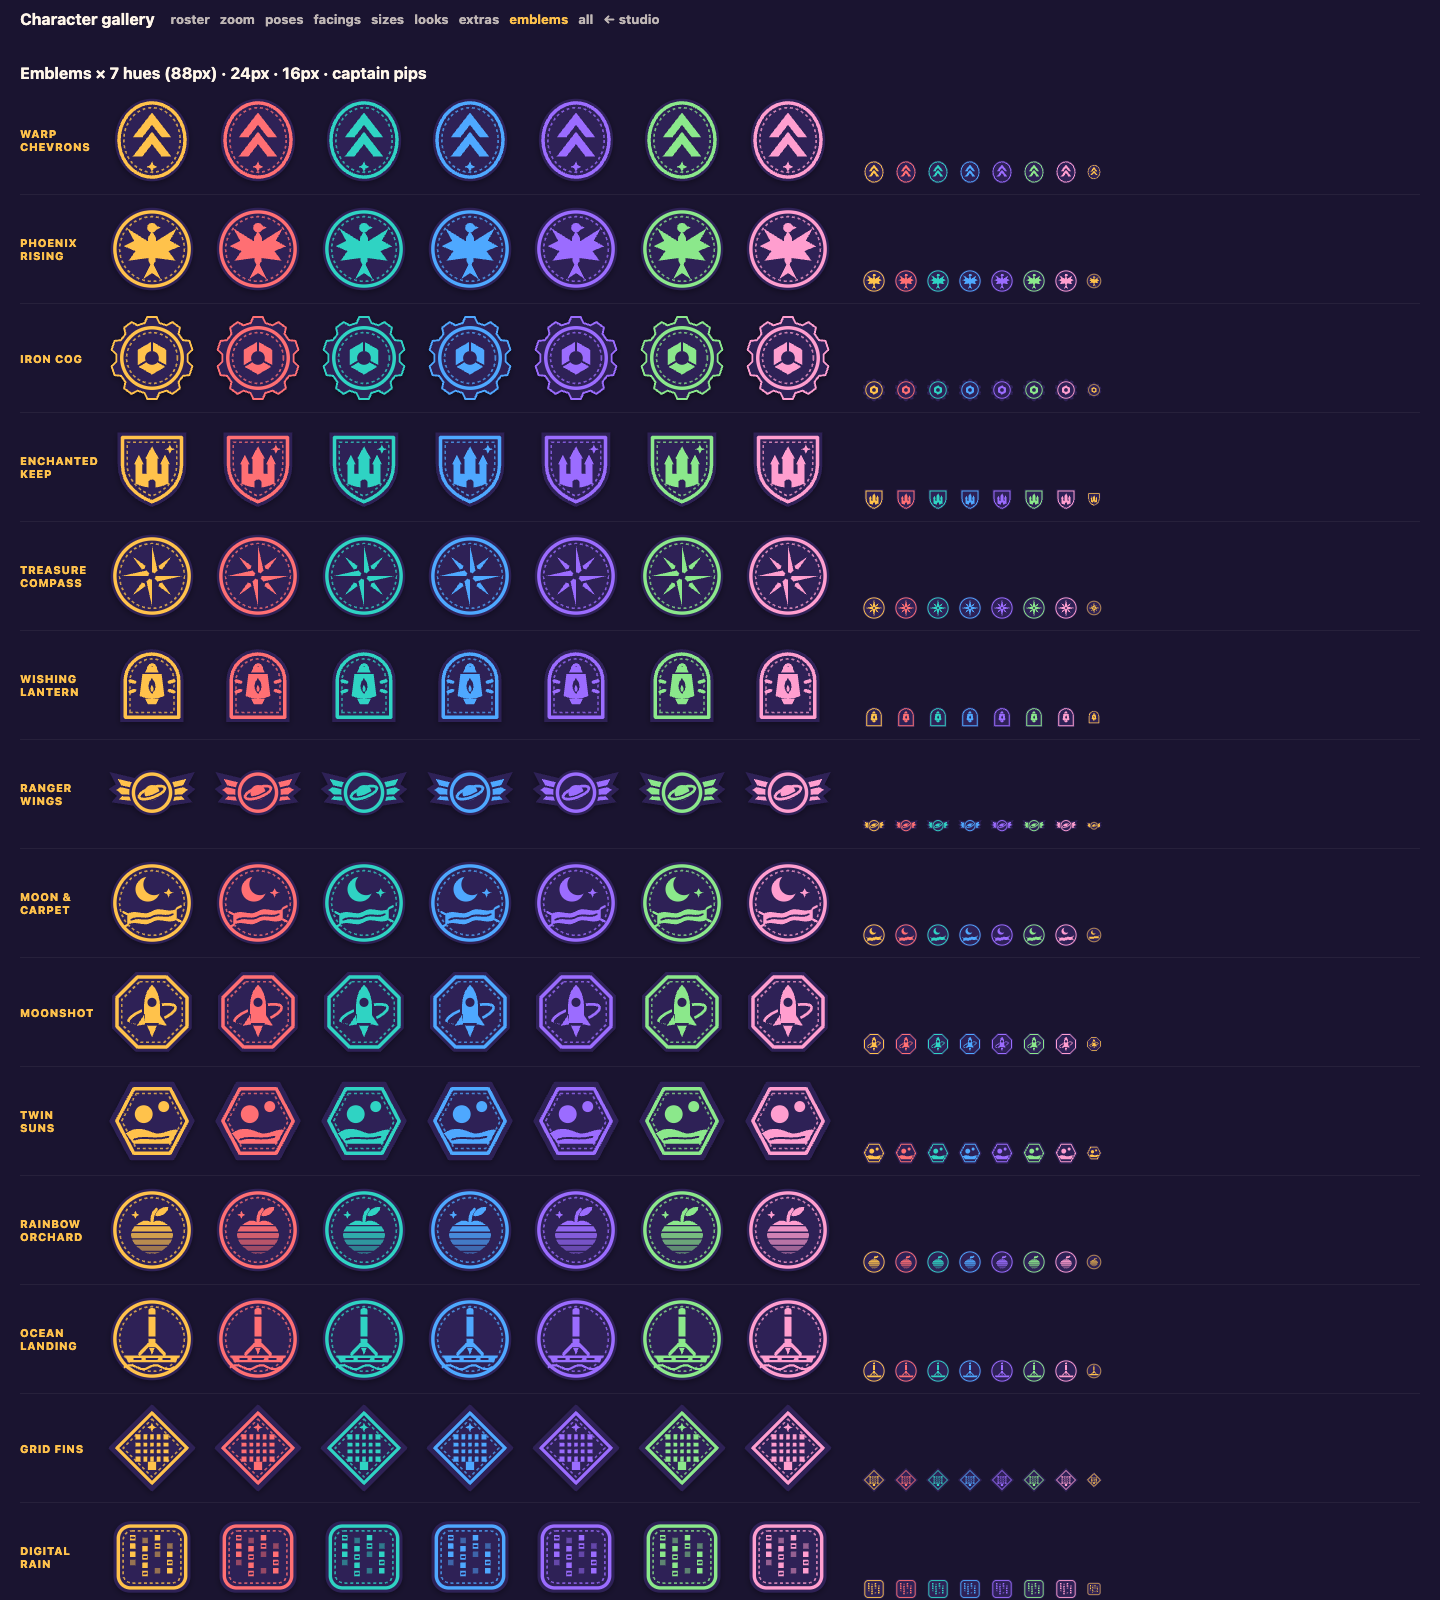 Character gallery roster zoom poses facings sizes looks extras emblems all ← studio
Emblems × 7 hues (88px) · 24px · 16px · captain pips
WARP
CHEVRONS
PHOENIX
RISING
IRON COG
ENCHANTED
KEEP
TREASURE
COMPASS
WISHING
LANTERN
RANGER
WINGS
MOON &
CARPET
MOONSHOT
TWIN
SUNS
RAINBOW
ORCHARD
OCEAN
LANDING
GRID FINS
DIGITAL
RAIN